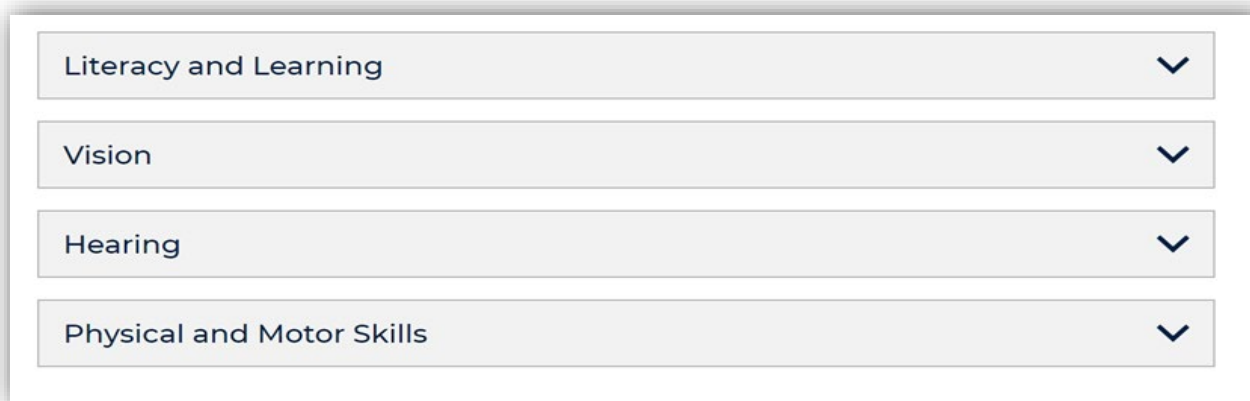 Literacy and Learning
Vision
Hearing
Physical and Motor Skills